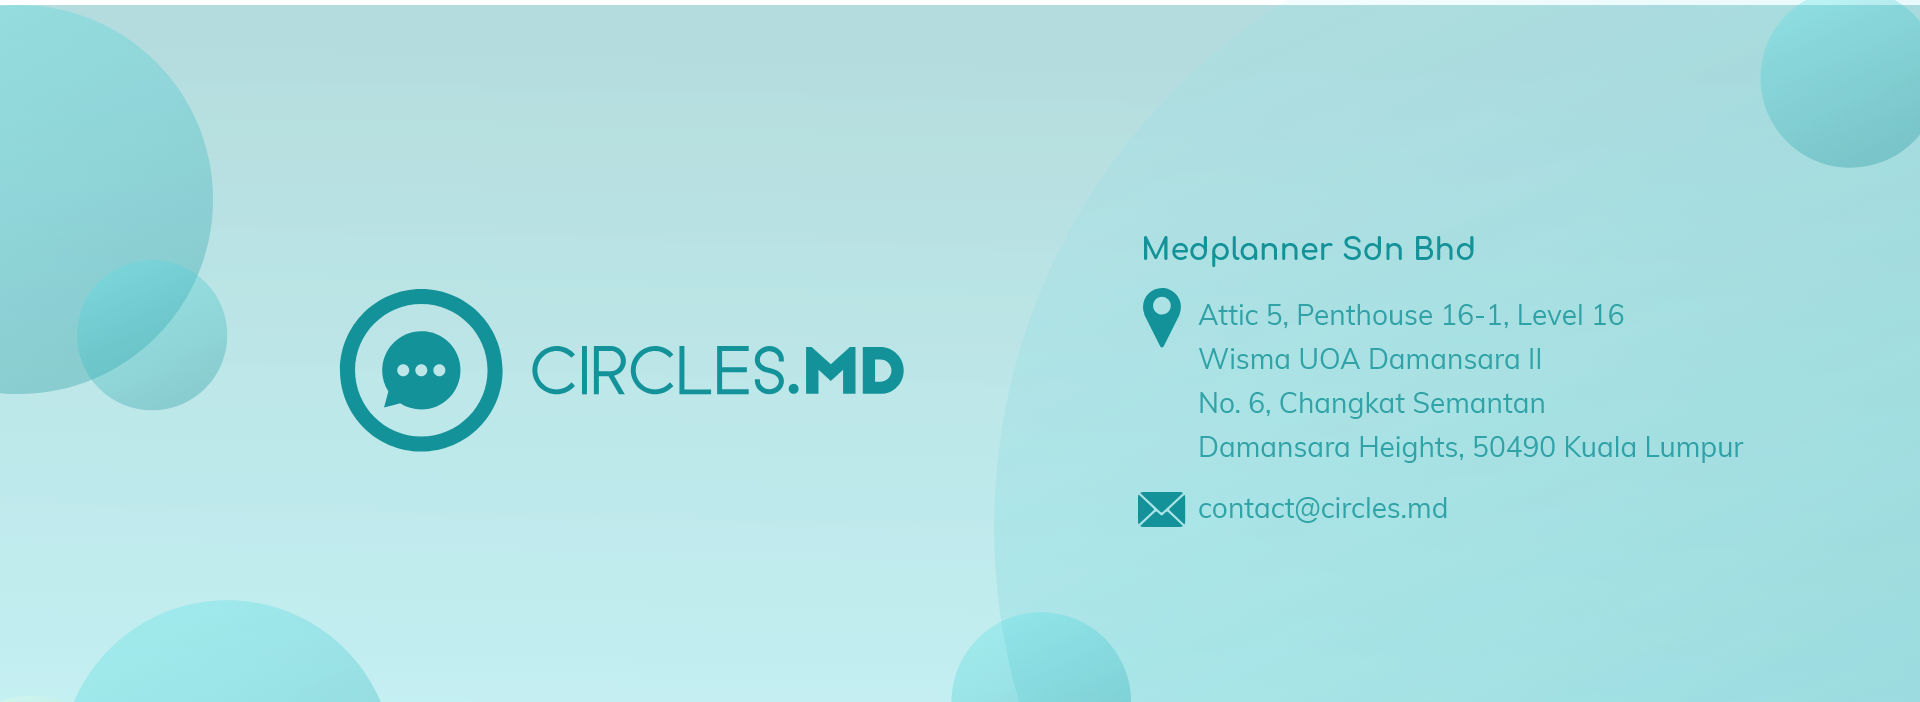 CIRCLES.MD
Medplanner Sdn Bhd
Attic 5, Penthouse 16-1, Level 16
Wisma UOA Damansara II
No. 6, Changkat Semantan
Damansara Heights, 50490 Kuala Lumpur
contact@circles.md